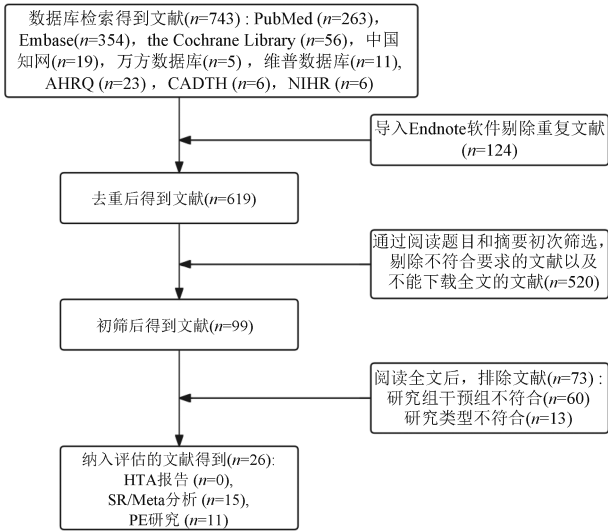 数据库检索得到文献(n=743) : PubMed (n=263),
Embase(n=354), the Cochrane Library (n=56), 中国
知网(n=19), 万方数据库(n=5) , 维普数据库(n=11),
AHRQ (n=23) , CADTH (n=6), NIHR (n=6)
导入Endnote软件剔除重复文献
(n=124)
去重后得到文献(n=619)
通过阅读题目和摘要初次筛选,
剔除不符合要求的文献以及
不能下载全文的文献(n=520)
初筛后得到文献(n=99)
阅读全文后，排除文献(n=73) :
研究组干预组不符合(n=60)
研究类型不符合(n=13)
纳入评估的文献得到(n=26):
HTA报告 (n=0),
SR/Meta分析 (n=15),
PE研究 (n=11)